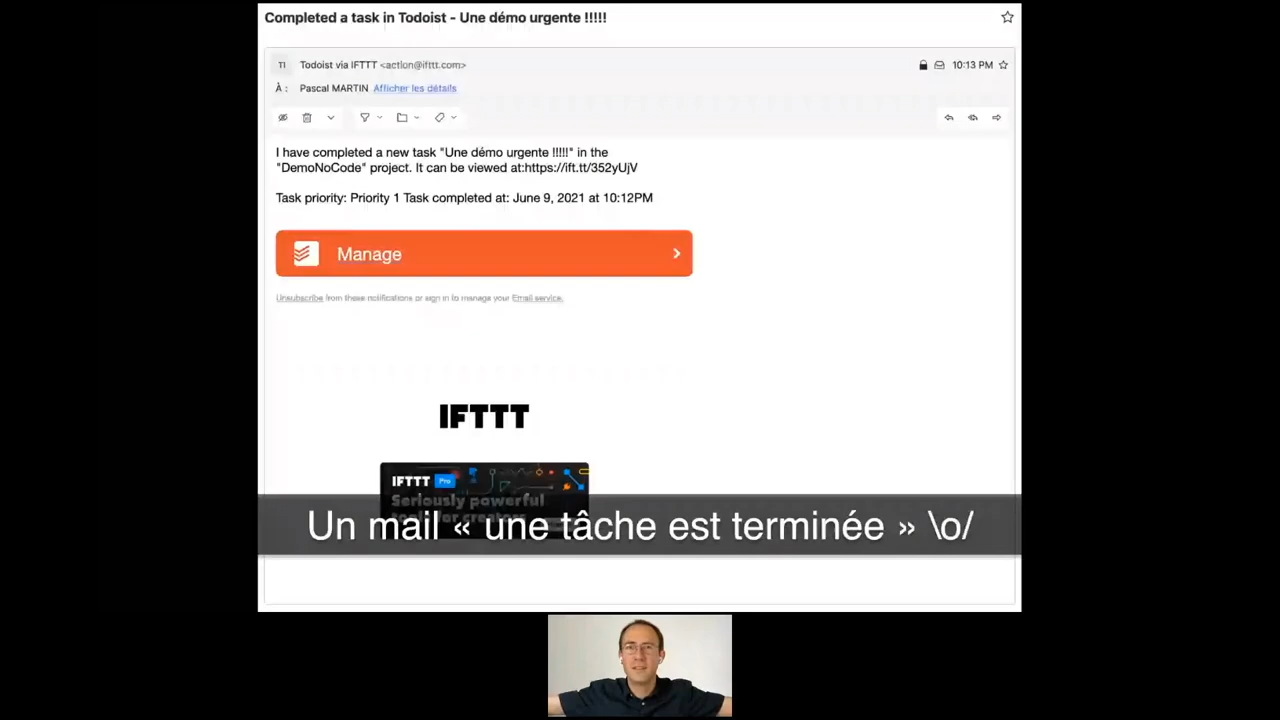 Completed a task in Todoist - Une démo urgente !!!!!
TI
Todoist via IFTTT <action@ifttt.com>
10:13 PM
À : Pascal MARTIN Afficher les détails
I have completed a new task "Une démo urgente !!!!!" in the
"DemoNoCode" project. It can be viewed at:https://ift.tt/352yUjV
Task priority: Priority 1 Task completed at: June 9, 2021 at 10:12PM
Manage
Unsubscribe from these notifications or sign in to manage your Email service.
IFTTT
IFTTT Pro
Seriously powerful
Un mail « une tâche est terminée » \o/